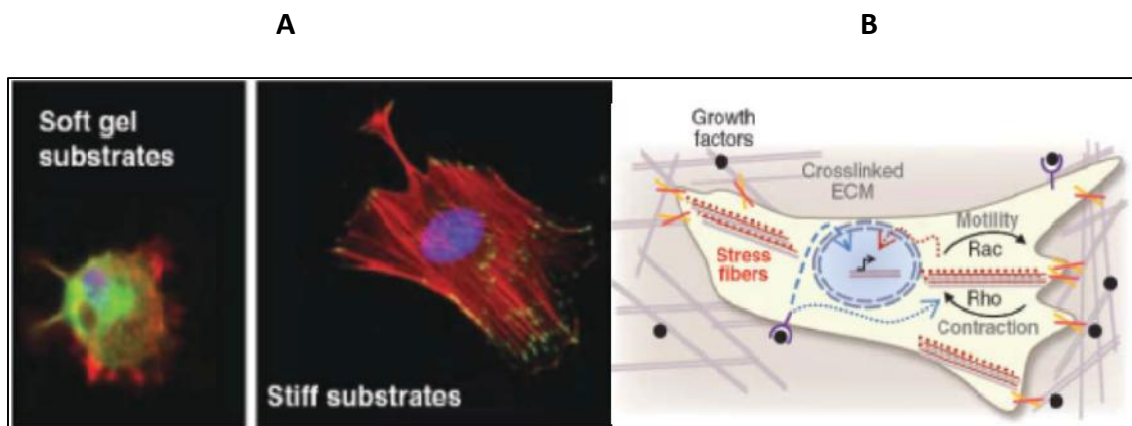 A
B
Soft gel
substrates
Stiff substrates
Growth
factors
Crosslinked
ECM
Motility
Rac
Stress
fibers
Rho
Contraction